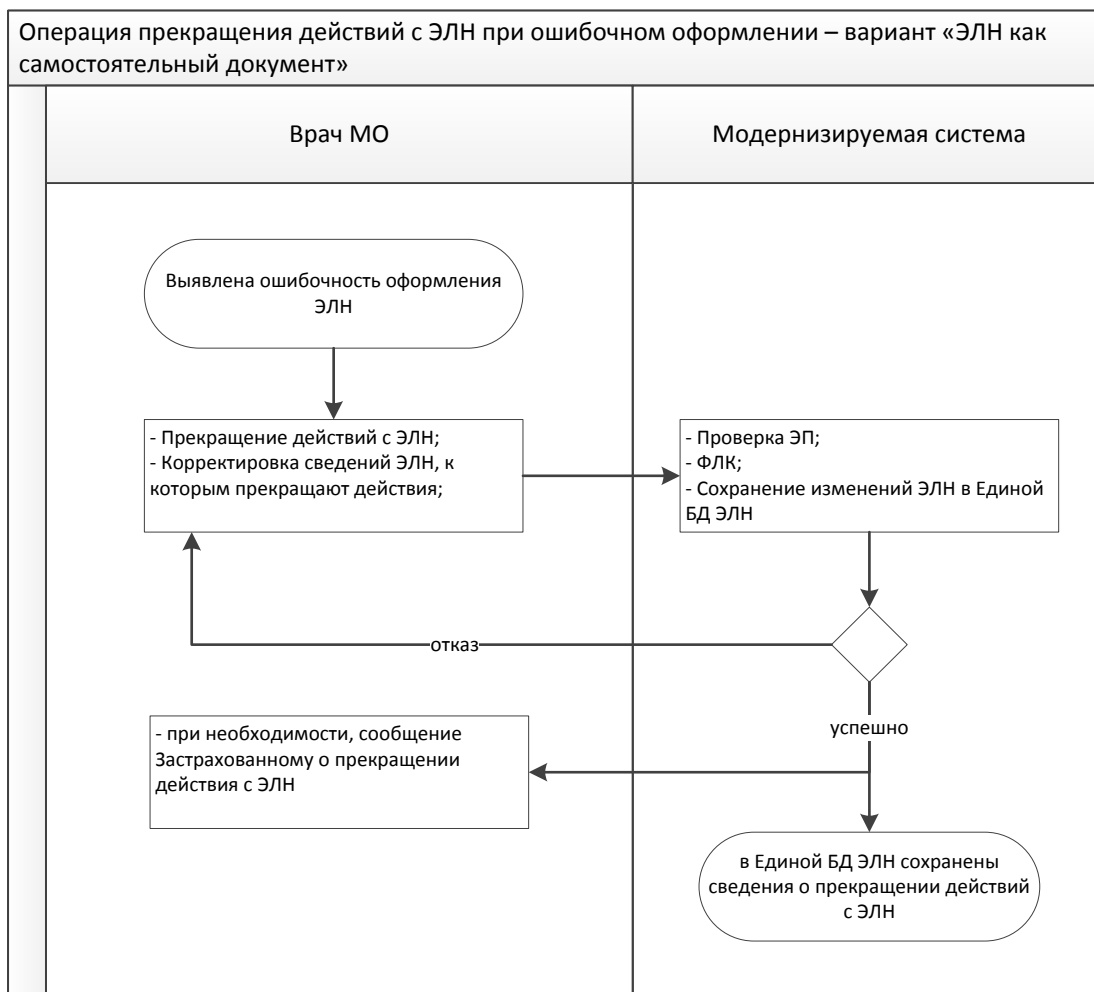 Операция прекращения действий с ЭЛН при ошибочном оформлении – вариант «ЭЛН как
самостоятельный документ»
Врач МО
Модернизируемая система
Выявлена ошибочность оформления
ЭЛН
- Прекращение действий с ЭЛН;
- Корректировка сведений ЭЛН, к
которым прекращают действия;
- Проверка ЭП;
- ФЛК;
- Сохранение изменений ЭЛН в Единой
БД ЭЛН
отказ
успешно
- при необходимости, сообщение
Застрахованному о прекращении
действия с ЭЛН
в Единой БД ЭЛН сохранены
сведения о прекращении действий
с ЭЛН